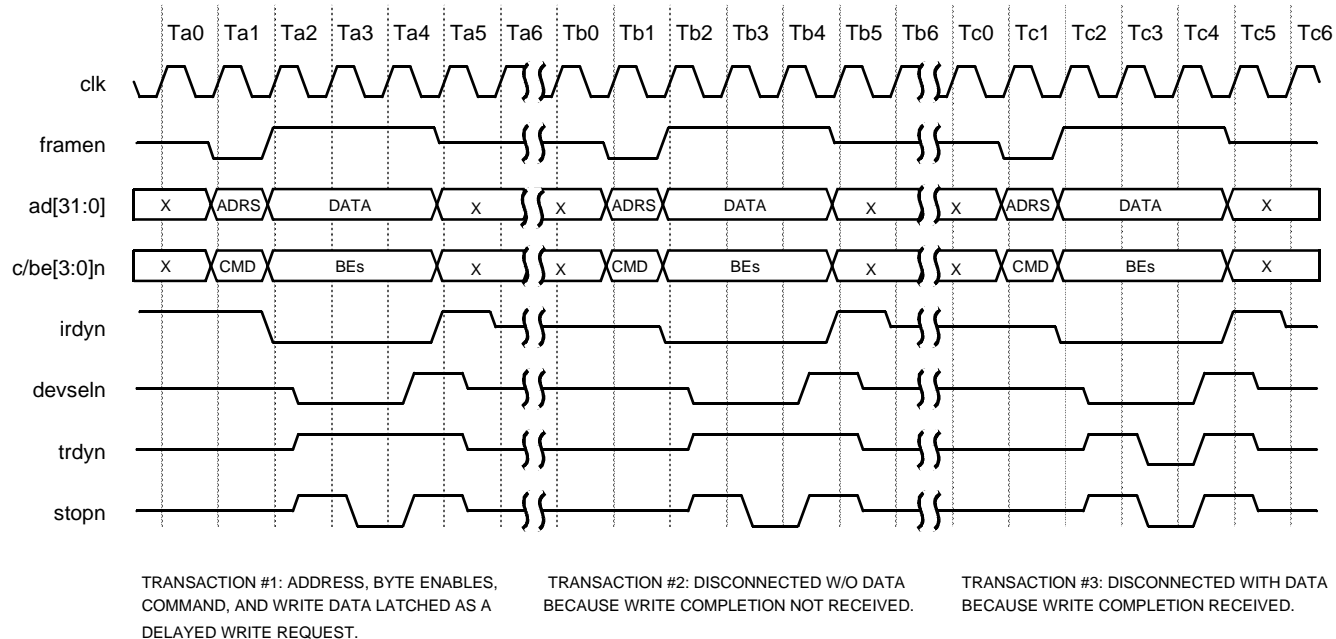 Ta0 Ta1 Ta2 Ta3 Ta4 Ta5 Ta6 Tb0 Tb1 Tb2 Tb3 Tb4 Tb5 Tb6 Tc0 Tc1 Tc2 Tc3 Tc4 Tc5 Tc6
clk
framen
ad[31:0] X ADRS DATA X X ADRS DATA X X ADRS DATA X
c/be[3:0]n X CMD BEs X X CMD BEs X X CMD BEs X
irdyn
devseln
trdyn
stopn
TRANSACTION #1: ADDRESS, BYTE ENABLES,
COMMAND, AND WRITE DATA LATCHED AS A
DELAYED WRITE REQUEST.
TRANSACTION #2: DISCONNECTED W/O DATA
BECAUSE WRITE COMPLETION NOT RECEIVED.
TRANSACTION #3: DISCONNECTED WITH DATA
BECAUSE WRITE COMPLETION RECEIVED.